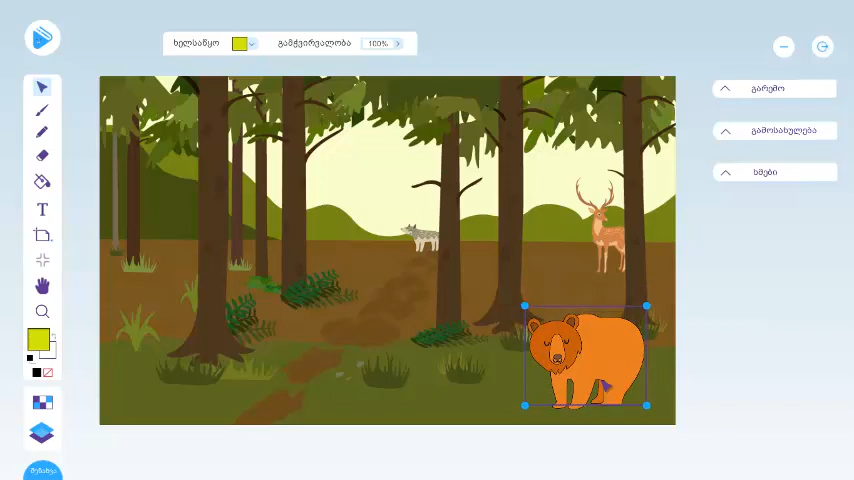 ხელსაწყო გამჭვირვალობა 100%
გარემო
გამოსახულება
ხმები
T
შენახვა